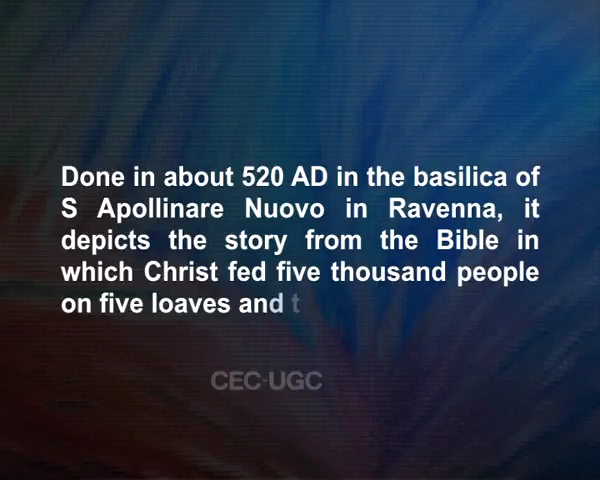 Done in about 520 AD in the basilica of
S Apollinare Nuovo in Ravenna, it
depicts the story from the Bible in
which Christ fed five thousand people
on five loaves and t
CEC-UGC